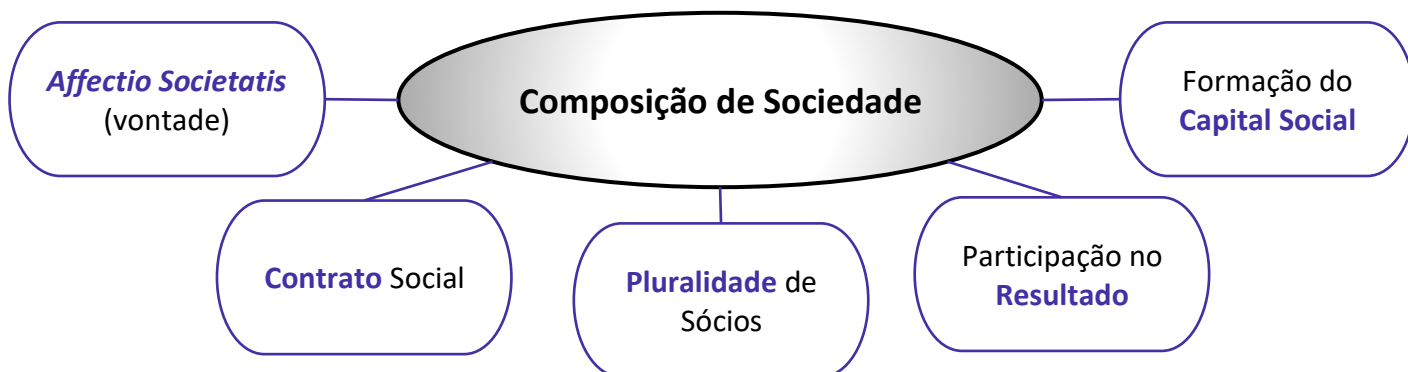 Affectio Societatis
(vontade)
Composição de Sociedade
Formação do
Capital Social
Contrato Social
Pluralidade de
Sócios
Participação no
Resultado